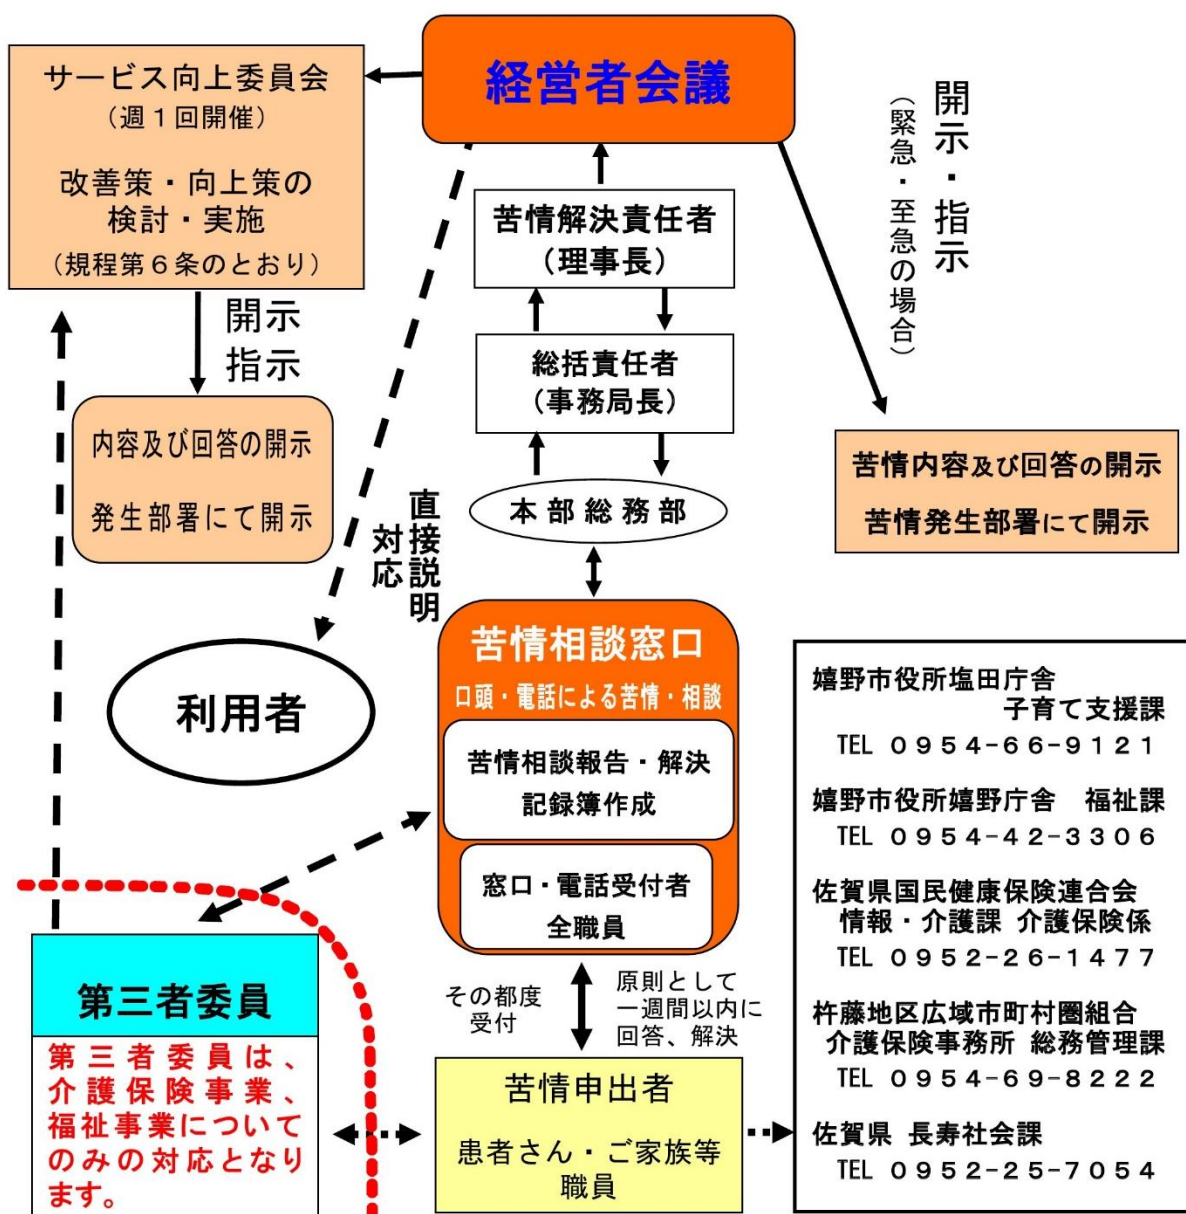 経営者会議
サービス向上委員会
（週１回開催）
改善策・向上策の
検討・実施
（規程第６条のとおり）
開示
指示
内容及び回答の開示
発生部署にて開示
苦情解決責任者
（理事長）
総括責任者
（事務局長）
本部総務部
開示・指示
（緊急・至急の場合）
苦情内容及び回答の開示
苦情発生部署にて開示
直接説明
対応
利用者
苦情相談窓口
口頭・電話による苦情・相談
苦情相談報告・解決
記録簿作成
窓口・電話受付者
全職員
その都度
受付
原則として
一週間以内に
回答、解決
第三者委員
第三者委員は、
介護保険事業、
福祉事業について
のみの対応となり
ます。
苦情申出者
患者さん・ご家族等
職員
嬉野市役所塩田庁舎
子育て支援課
TEL ０９５４-６６-９１２１
嬉野市役所嬉野庁舎　福祉課
TEL ０９５４-４２-３３０６
佐賀県国民健康保険連合会
情報・介護課 介護保険係
TEL ０９５２-２６-１４７７
杵藤地区広域市町村圏組合
介護保険事務所 総務管理課
TEL ０９５４-６９-８２２２
佐賀県 長寿社会課
TEL ０９５２-２５-７０５４